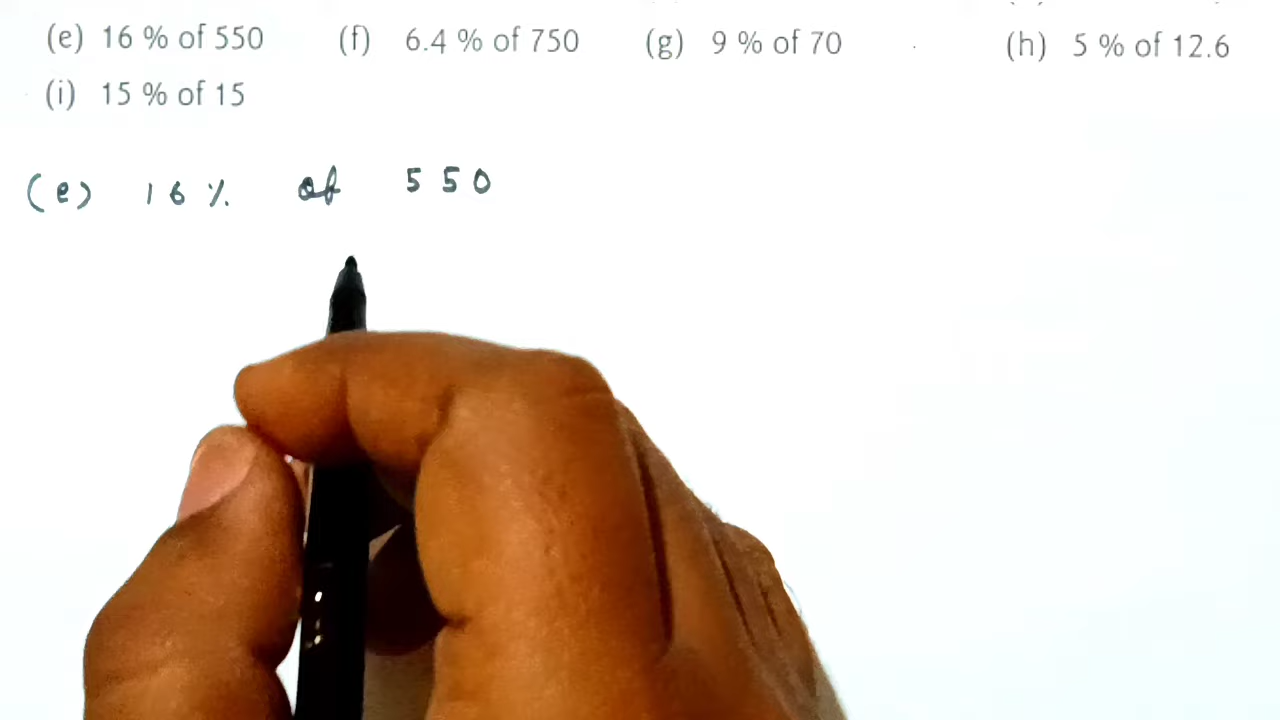 (e) 16 % of 550 (f) 6.4 % of 750 (g) 9 % of 70 (h) 5 % of 12.6
(i) 15 % of 15
(e) 16 % of 550